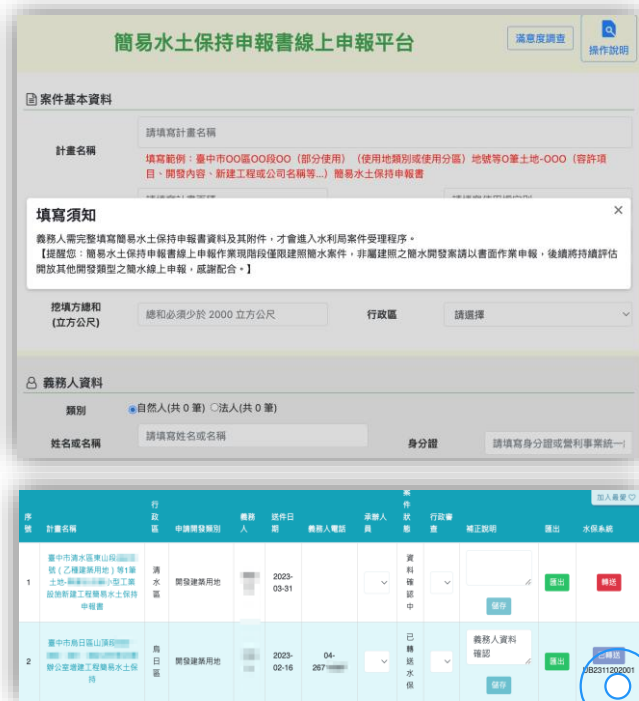 簡易水土保持申報書線上申報平台
滿意度調查
操作說明
案件基本資料
計畫名稱
請填寫計畫名稱
填寫範例：臺中市OO區OO段OO（部分使用）（使用地類別或使用分區）地號等O筆土地-OOO（容許項
目、開發內容、新建工程或公司名稱等...）簡易水土保持申報書
填寫須知
×
義務人需完整填寫簡易水土保持申報書資料及其附件，才會進入水利局案件受理程序。
【提醒您：簡易水土保持申報書線上申報作業現階段僅限建照簡水案件，非屬建照之簡水開發案請以書面作業申報，後續將持續評估
開放其他開發類型之簡水線上申報，感謝配合。】
挖填方總和
(立方公尺)
總和必須少於 2000 立方公尺
行政區
請選擇
義務人資料
類別
自然人(共 0 筆) 法人(共 0 筆)
姓名或名稱
請填寫姓名或名稱
身分證
請填寫身分證或營利事業統一
加入最愛
序號
計畫名稱
行政區
申請開發類別
義務人
送件日期
義務人電話
承辦人員
案件狀態
行政審查
補正說明
匯出
水保系統
1
臺中市清水區東山段
號（乙種建築用地）等1筆
土地-
小型工業
設施新建工程簡易水土保持
申報書
清水區
開發建築用地
2023-
03-31
資料確認中
儲存
匯出
轉送
2
臺中市烏日區山頂段
辦公室增建工程簡易水土保
持
烏日區
開發建築用地
2023-
02-16
04-
267
已轉送水保
義務人資料
確認
儲存
匯出
已轉送
UB2311202001